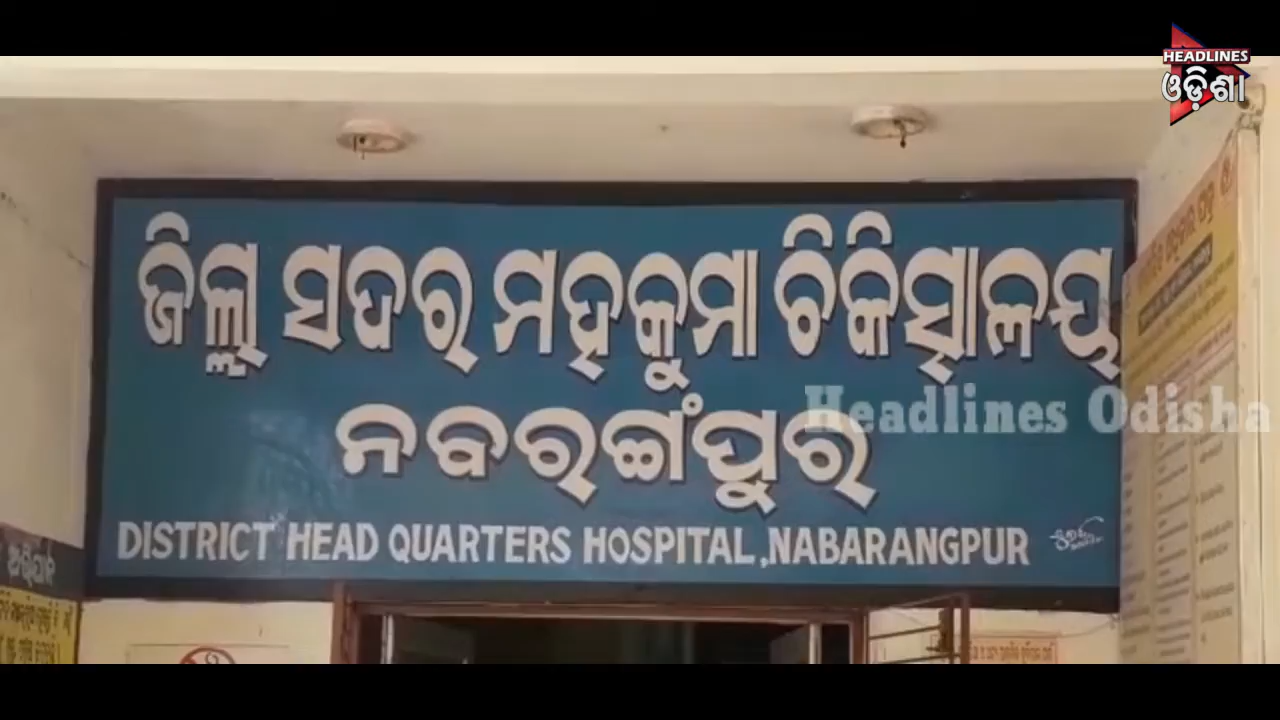 HEADLINES
ଓଡ଼ିଶା
ଜିଲ୍ଲା ସଦର ମହକୁମା ଚିକିତ୍ସାଳୟ
ନବରଙ୍ଗପୁର
Headlines Odisha
DISTRICT HEAD QUARTERS HOSPITAL, NABARANGPUR